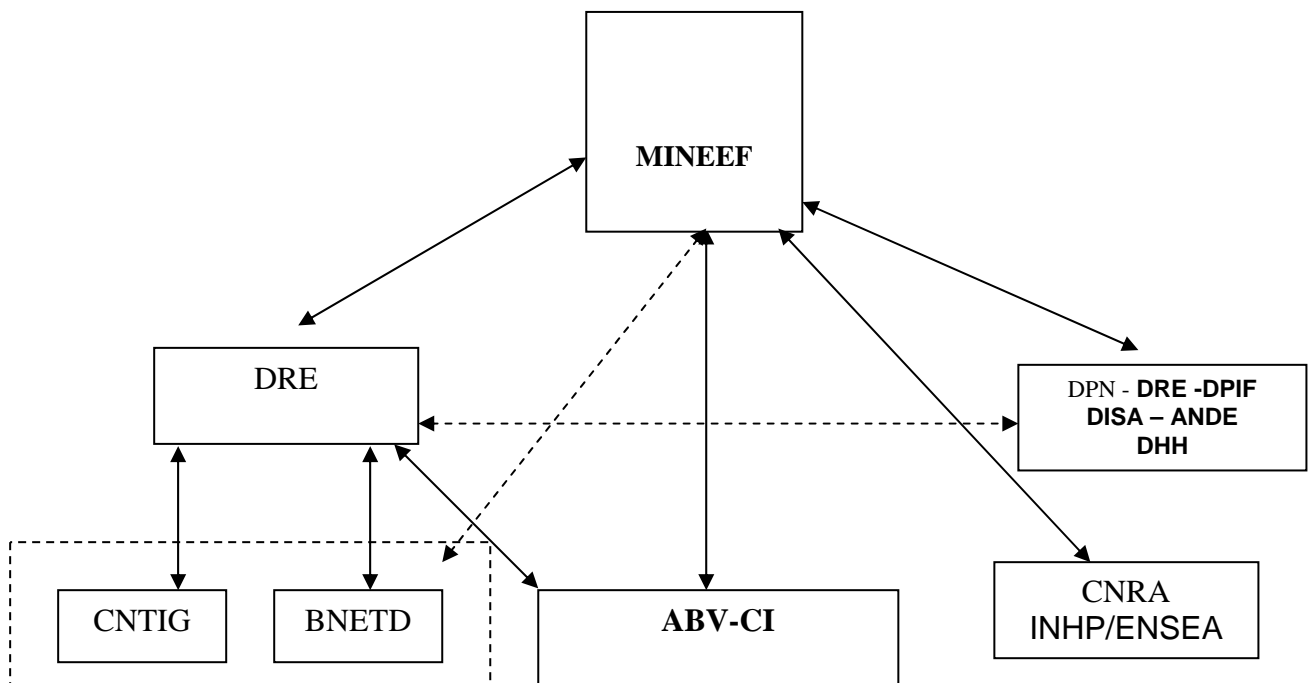 MINEEF
DRE
DPN - DRE -DPIF
DISA – ANDE
DHH
CNTIG
BNETD
ABV-CI
CNRA
INHP/ENSEA